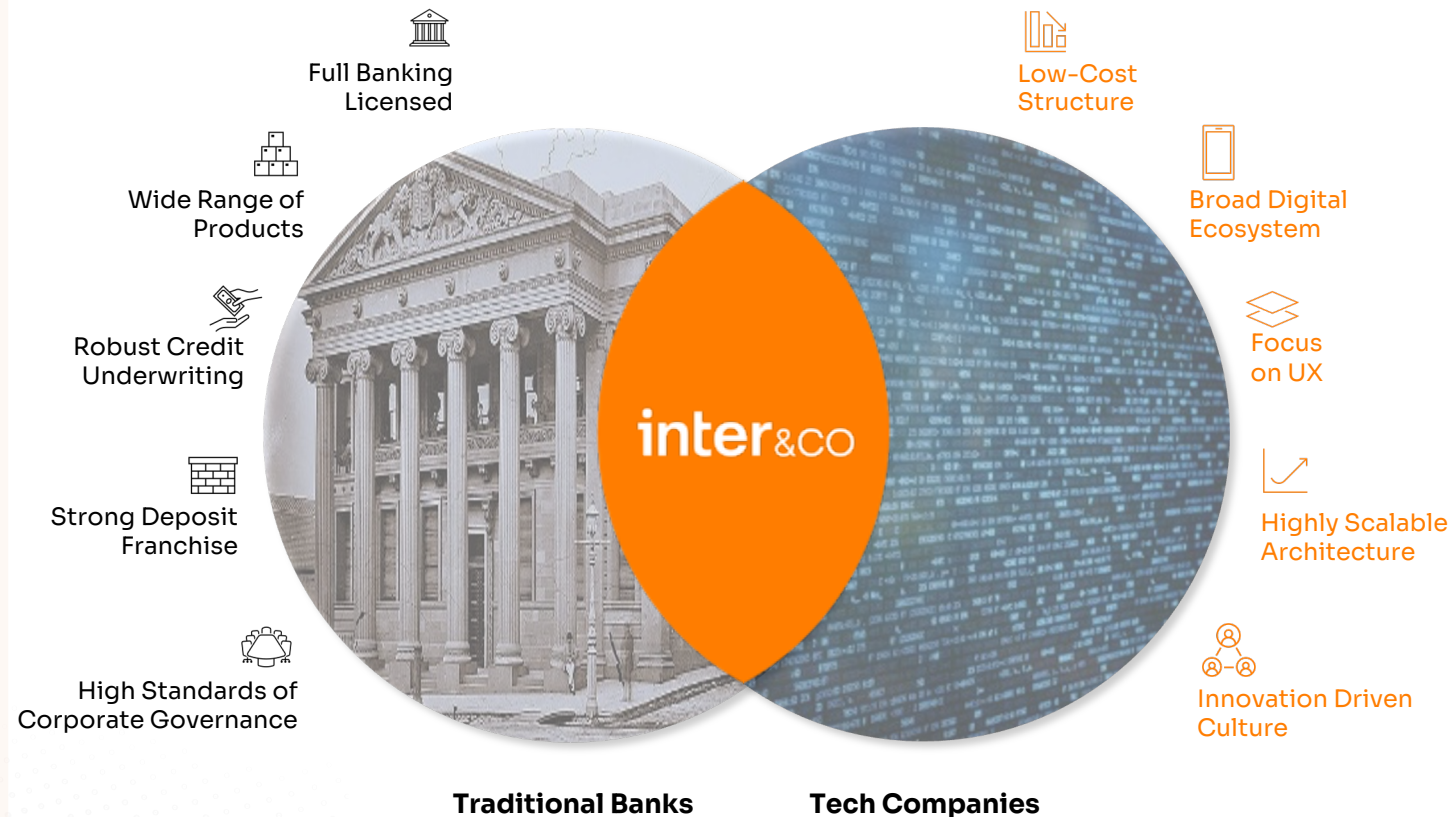 Full Banking
Licensed
Wide Range of
Products
Robust Credit
Underwriting
Strong Deposit
Franchise
High Standards of
Corporate Governance
inter&co
Low-Cost
Structure
Broad Digital
Ecosystem
Focus
on UX
Highly Scalable
Architecture
Innovation Driven
Culture
Traditional Banks
Tech Companies